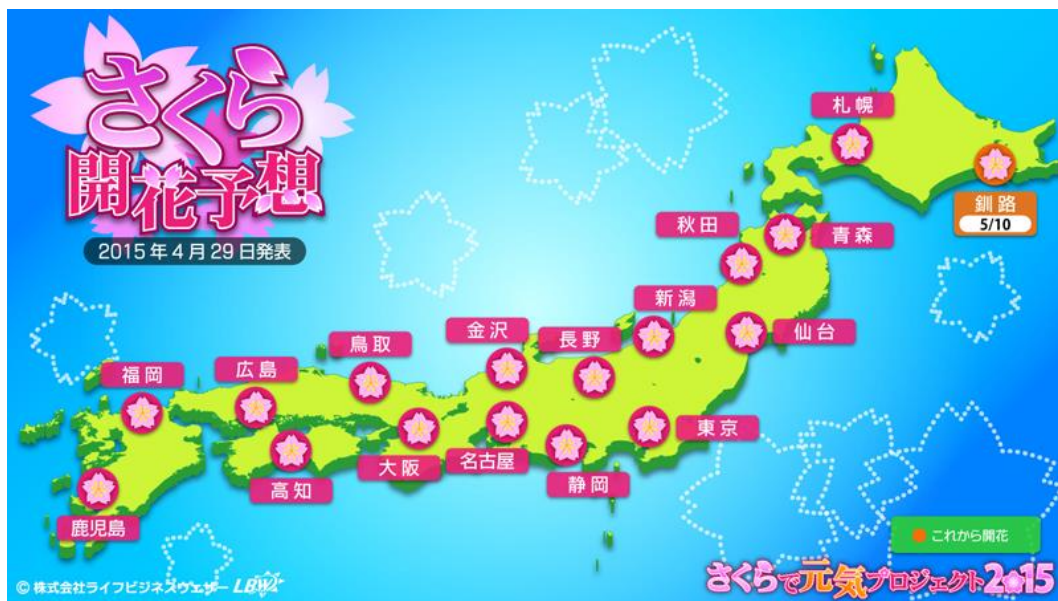 さくら
開花予想
2015年4月29日発表
札幌
釧路
5/10
秋田
青森
新潟
仙台
金沢
長野
鳥取
広島
福岡
東京
大阪
名古屋
静岡
高知
鹿児島
これから開花
© 株式会社ライフビジネスウェザー LBW
さくらで元気プロジェクト2015